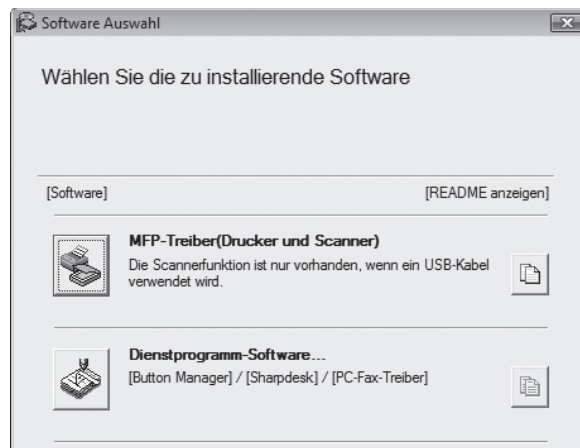 Software Auswahl
Wählen Sie die zu installierende Software
[Software] [README anzeigen]
MFP-Treiber(Drucker und Scanner)
Die Scannerfunktion ist nur vorhanden, wenn ein USB-Kabel
verwendet wird.
Dienstprogramm-Software...
[Button Manager] / [Sharpdesk] / [PC-Fax-Treiber]